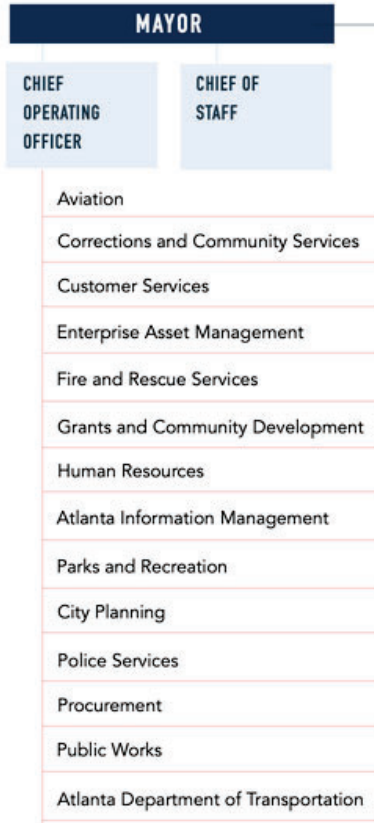 MAYOR
CHIEF
OPERATING
OFFICER
CHIEF OF
STAFF
Aviation
Corrections and Community Services
Customer Services
Enterprise Asset Management
Fire and Rescue Services
Grants and Community Development
Human Resources
Atlanta Information Management
Parks and Recreation
City Planning
Police Services
Procurement
Public Works
Atlanta Department of Transportation